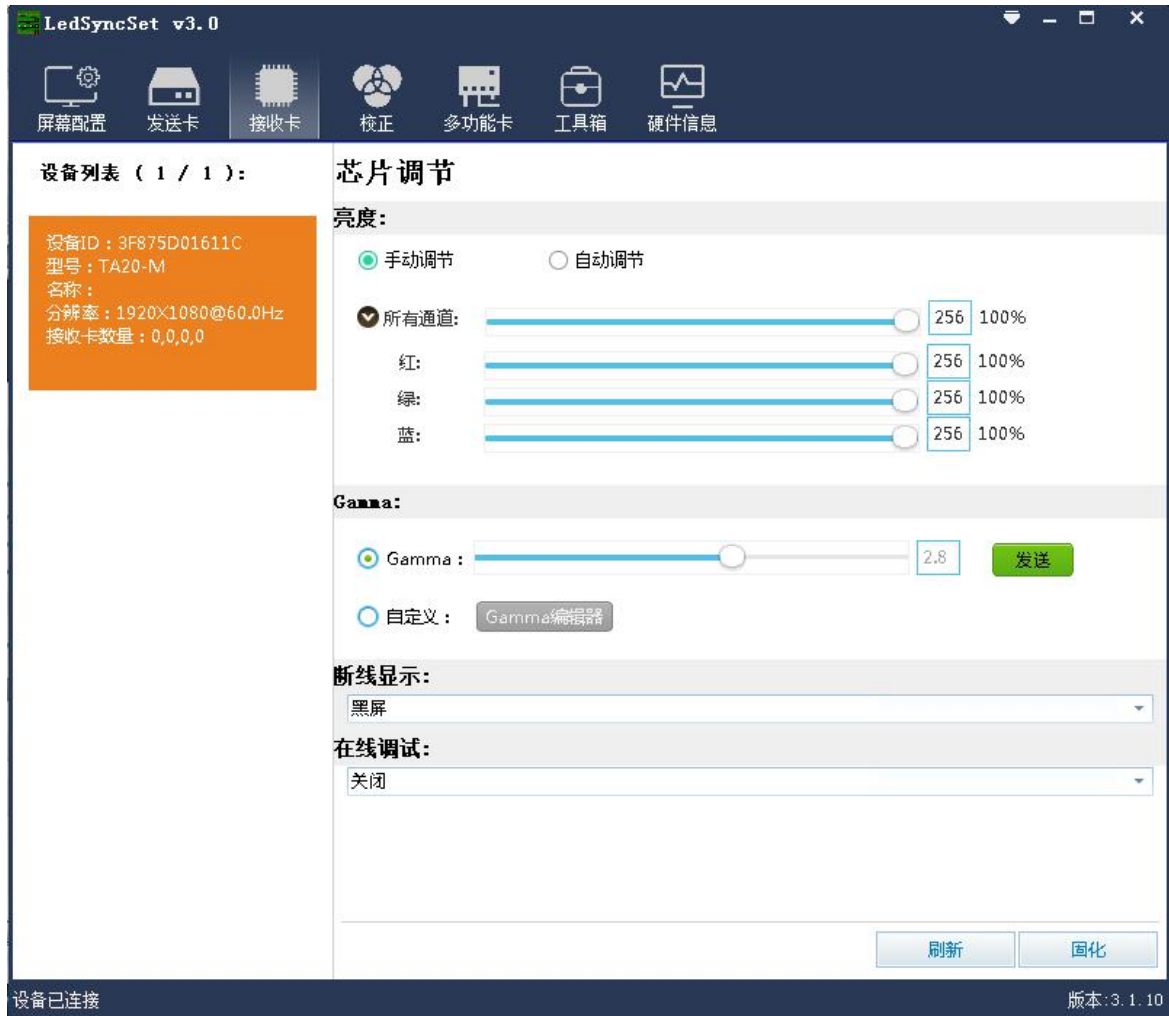 LedSyncSet v3.0
屏幕配置 发送卡 接收卡 校正 多功能卡 工具箱 硬件信息
设备列表 ( 1 / 1 ):
设备ID：3F875D01611C
型号：TA20-M
名称：
分辨率：1920X1080@60.0Hz
接收卡数量：0,0,0,0
芯片调节
亮度:
手动调节 自动调节
所有通道: 256 100%
红: 256 100%
绿: 256 100%
蓝: 256 100%
Gamma:
Gamma： 2.8 发送
自定义： Gamma编辑器
断线显示:
黑屏
在线调试:
关闭
刷新 固化
设备已连接 版本:3.1.10